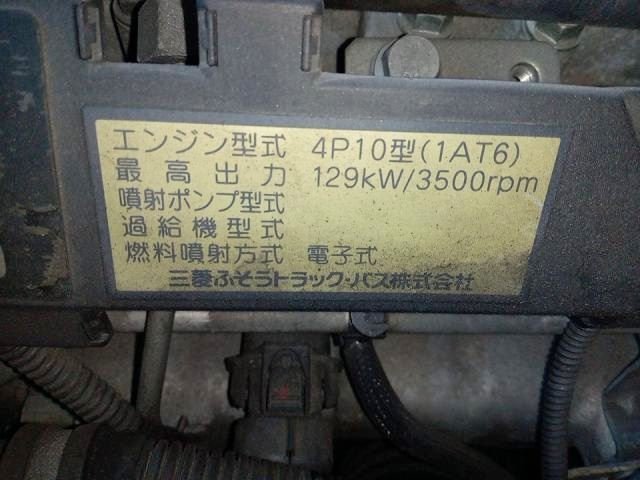 エンジン型式 4P10型(1AT6)
最高出力 129kW/3500rpm
噴射ポンプ型式
過給機型式
燃料噴射方式 電子式
三菱ふそうトラック・バス株式会社